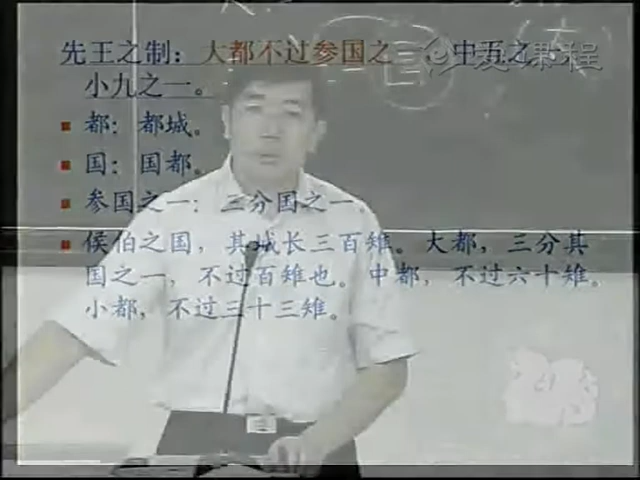 先王之制：大都不过参国之一，中五之一，
小九之一。
都：都城。
国：国都。
参国之一：三分国之一。
侯伯之国，其城长三百雉。大都，三分其
国之一，不过百雉也。中都，不过六十雉。
小都，不过三十三雉。